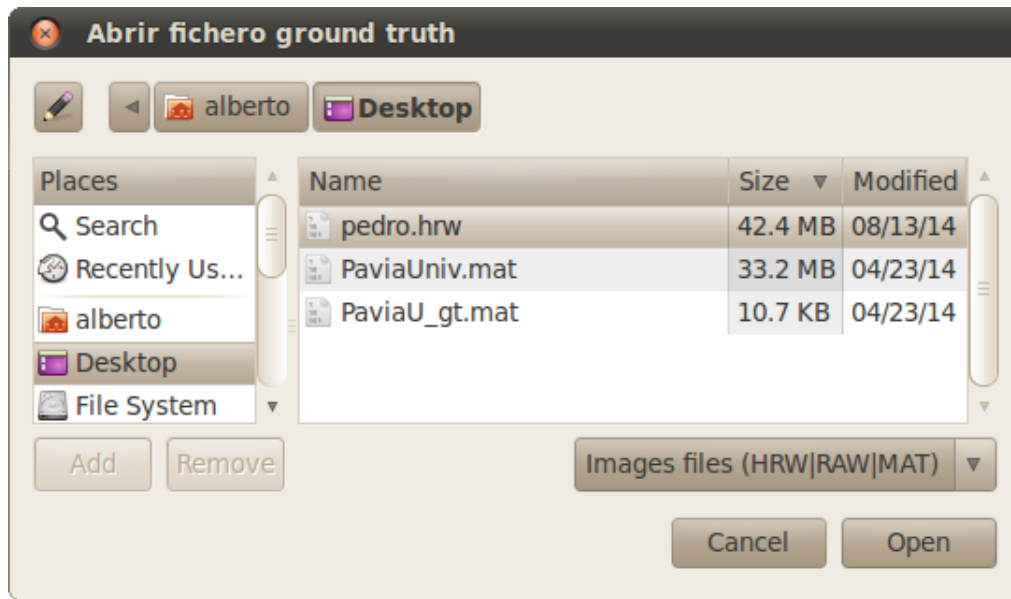 Abrir fichero ground truth
alberto Desktop
Places
Search
Recently Us...
alberto
Desktop
File System
Name Size Modified
pedro.hrw 42.4 MB 08/13/14
PaviaUniv.mat 33.2 MB 04/23/14
PaviaU_gt.mat 10.7 KB 04/23/14
Add Remove
Images files (HRW|RAW|MAT)
Cancel Open